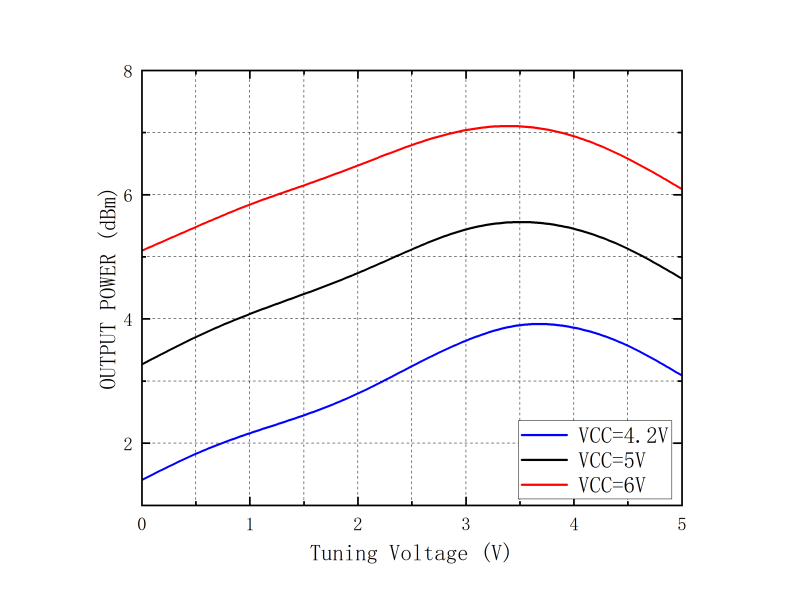 8
6
4
2
OUTPUT POWER (dBm)
VCC=4.2V
VCC=5V
VCC=6V
0 1 2 3 4 5
Tuning Voltage (V)